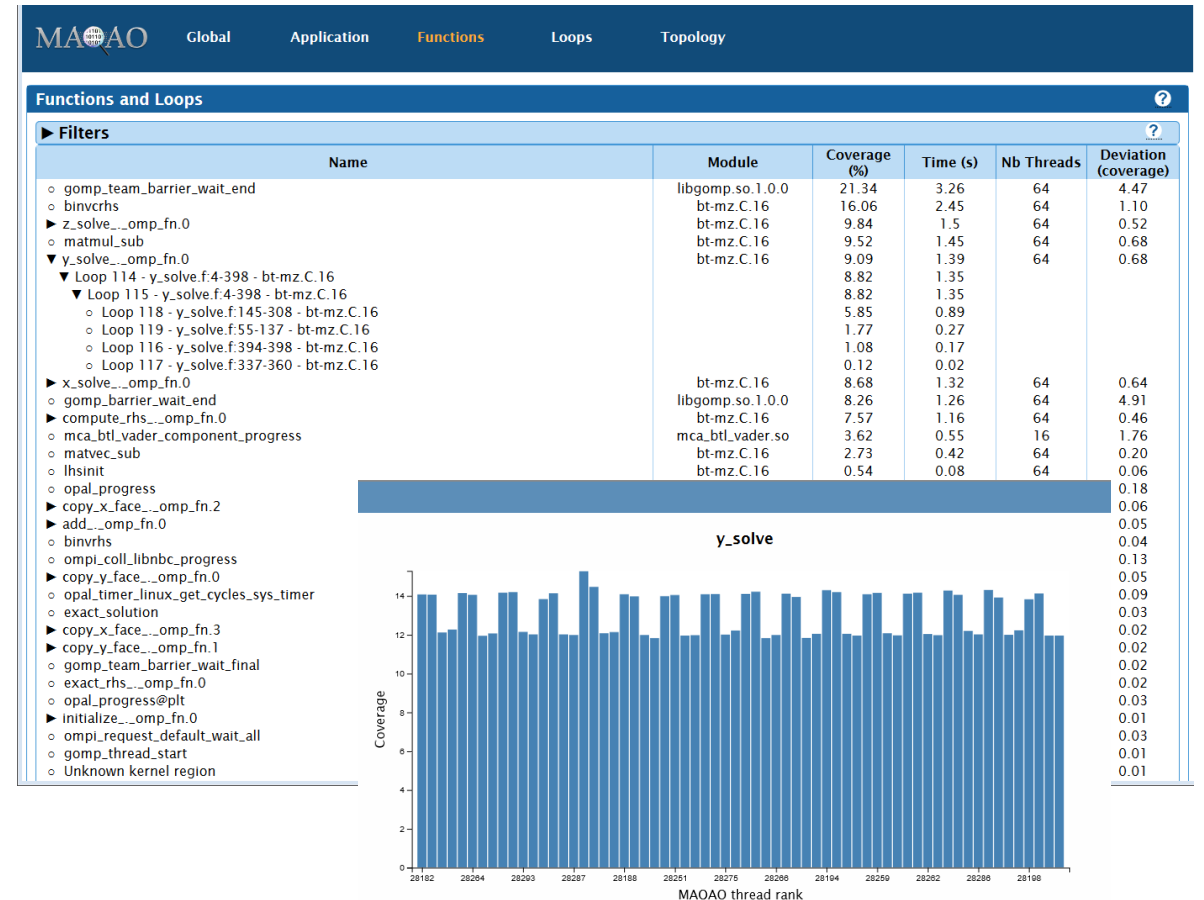 MAQAO Global Application Functions Loops Topology
Functions and Loops ?
▶ Filters ?
Name Module Coverage (%) Time (s) Nb Threads Deviation (coverage)
○ gomp_team_barrier_wait_end libgomp.so.1.0.0 21.34 3.26 64 4.47
○ binvcrhs bt-mz.C.16 16.06 2.45 64 1.10
▶ z_solve_._omp_fn.0 bt-mz.C.16 9.84 1.5 64 0.52
○ matmul_sub bt-mz.C.16 9.52 1.45 64 0.68
▼ y_solve_._omp_fn.0 bt-mz.C.16 9.09 1.39 64 0.68
▼ Loop 114 - y_solve.f:4-398 - bt-mz.C.16 8.82 1.35
▼ Loop 115 - y_solve.f:4-398 - bt-mz.C.16 8.82 1.35
○ Loop 118 - y_solve.f:145-308 - bt-mz.C.16 5.85 0.89
○ Loop 119 - y_solve.f:55-137 - bt-mz.C.16 1.77 0.27
○ Loop 116 - y_solve.f:394-398 - bt-mz.C.16 1.08 0.17
○ Loop 117 - y_solve.f:337-360 - bt-mz.C.16 0.12 0.02
▶ x_solve_._omp_fn.0 bt-mz.C.16 8.68 1.32 64 0.64
○ gomp_barrier_wait_end libgomp.so.1.0.0 8.26 1.26 64 4.91
▶ compute_rhs_._omp_fn.0 bt-mz.C.16 7.57 1.16 64 0.46
○ mca_btl_vader_component_progress mca_btl_vader.so 3.62 0.55 16 1.76
○ matvec_sub bt-mz.C.16 2.73 0.42 64 0.20
○ lhsinit bt-mz.C.16 0.54 0.08 64 0.06
○ opal_progress 0.18
▶ copy_x_face_._omp_fn.2 0.06
▶ add_._omp_fn.0 0.05
○ binvrhs 0.04
○ ompi_coll_libnbc_progress 0.13
▶ copy_y_face_._omp_fn.0 0.05
○ opal_timer_linux_get_cycles_sys_timer 0.09
○ exact_solution 0.03
▶ copy_x_face_._omp_fn.3 0.02
▶ copy_y_face_._omp_fn.1 0.02
○ gomp_team_barrier_wait_final 0.02
○ exact_rhs_._omp_fn.0 0.02
○ opal_progress@plt 0.03
▶ initialize_._omp_fn.0 0.01
○ ompi_request_default_wait_all 0.03
○ gomp_thread_start 0.01
○ Unknown kernel region 0.01
y_solve
14
12
10
8
6
4
2
0
Coverage
28182 28264 28293 28287 28188 28251 28275 28266 28194 28259 28262 28286 28198
MAQAO thread rank